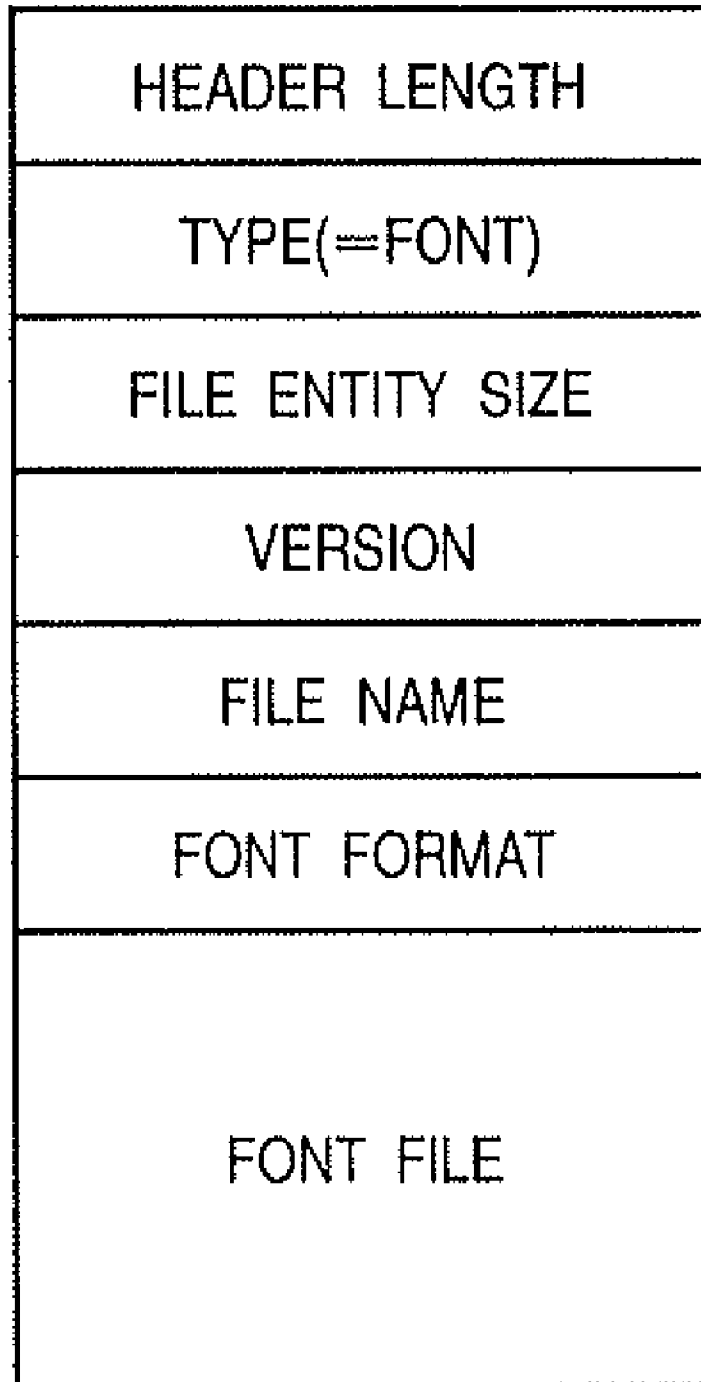 HEADER LENGTH
TYPE(=FONT)
FILE ENTITY SIZE
VERSION
FILE NAME
FONT FORMAT
FONT FILE